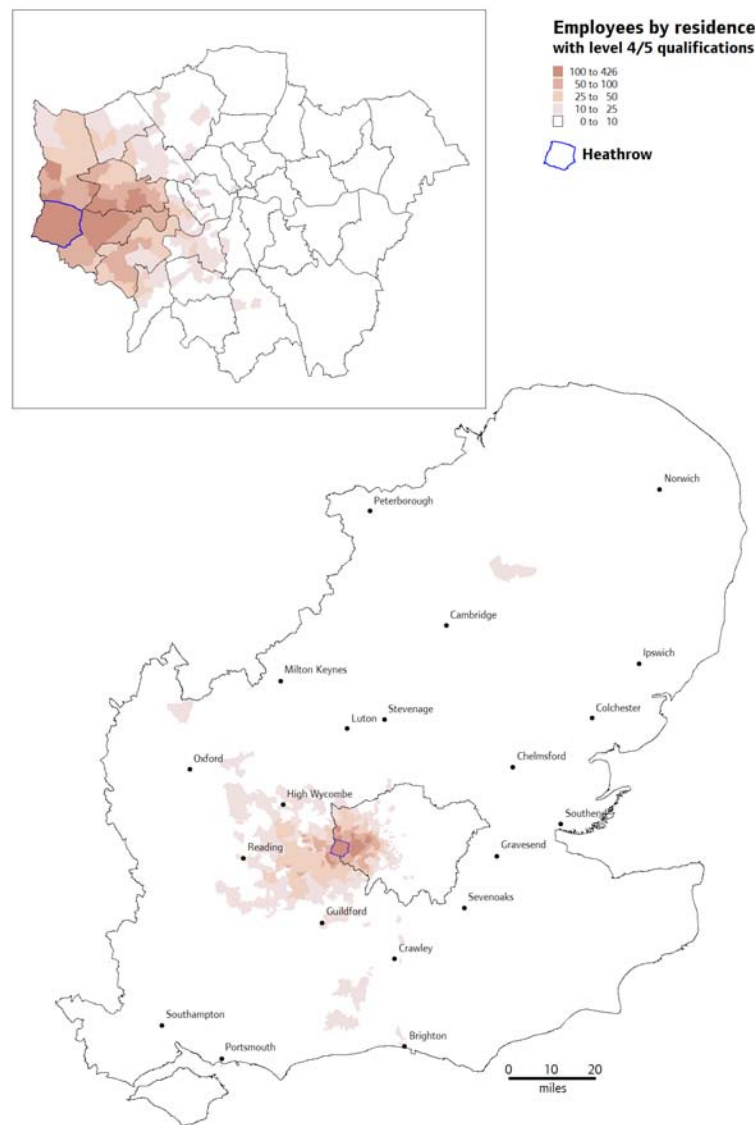 Employees by residence
with level 4/5 qualifications
100 to 426
50 to 100
25 to 50
10 to 25
0 to 10
Heathrow
Norwich
Peterborough
Cambridge
Ipswich
Milton Keynes
Colchester
Stevenage
Luton
Oxford
Chelmsford
High Wycombe
Southend
Reading
Gravesend
Sevenoaks
Guildford
Crawley
Southampton
Brighton
Portsmouth
0 10 20
miles